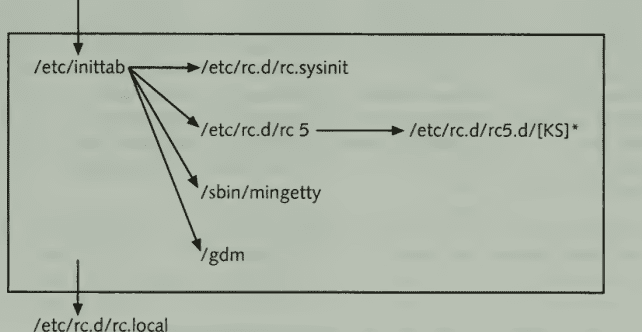 /etc/inittab
/etc/rc.d/rc.sysinit
/etc/rc.d/rc 5
/etc/rc.d/rc5.d/[KS]*
/sbin/mingetty
/gdm
/etc/rc.d/rc.local